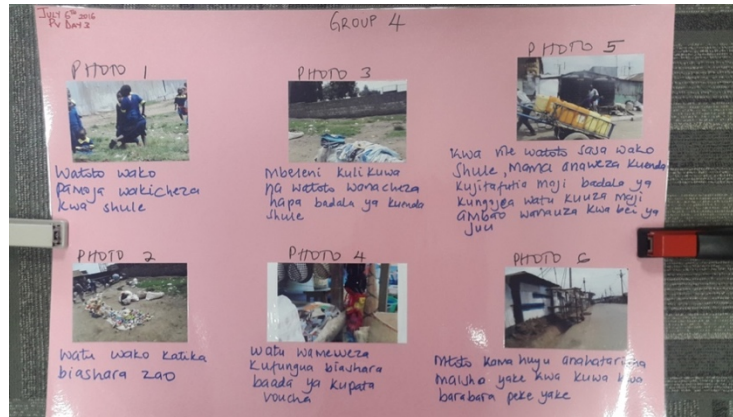 JULY 6th 2016
PV DAY 2
GROUP 4
PHOTO 1
Watoto wako
pamoja wakicheza
kwa shule
PHOTO 3
Mbeleni kulikuwa
na watoto wanacheza
hapa badala ya kuenda
shule
PHOTO 5
Kwa vile watoto sasa wako
shule, mama anaweza kuenda
kujitafutia maji badala ya
kungojea watu kuuza maji
ambao wanauza kwa bei ya
juu
PHOTO 2
Watu wako katika
biashara zao
PHOTO 4
Watu wameweza
kufungua biashara
baada ya kupata
voucha
PHOTO 6
Mtoto kama huyu anahatarisha
maisha yake kwa kuwa kwa
barabara peke yake